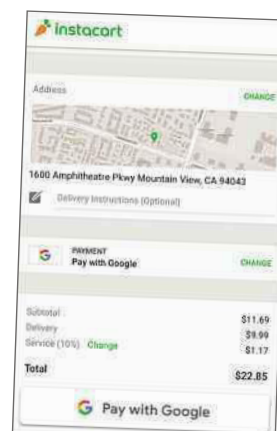 instacart
Address CHANGE
1600 Amphitheatre Pkwy Mountain View, CA 94043
Delivery Instructions (Optional)
PAYMENT
Pay with Google CHANGE
Subtotal $11.69
Delivery $9.99
Service (10%) Change $1.17
Total $22.85
G Pay with Google